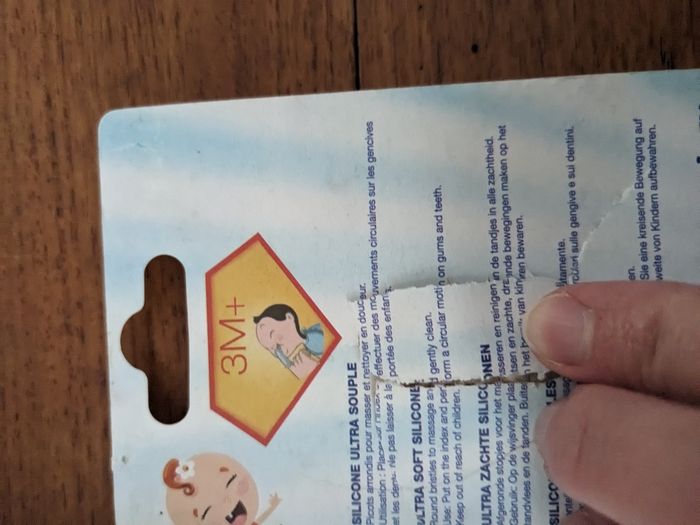 3M+
SILICONE ULTRA SOUPLE
Picots arrondis pour masser et nettoyer en douceur.
Utilisation : Placer sur l'index effectuer des mouvements circulaires sur les gencives
et les dents. Ne pas laisser à la portée des enfants.
ULTRA SOFT SILICONE
Round bristles to massage and gently clean.
Use: Put on the index and perform a circular motion on gums and teeth.
Keep out of reach of children.
ULTRA ZACHTE SILICONEN
Afgeronde stopjes voor het masseren en reinigen in de tandjes in alle zachtheid.
Gebruik: Op de wijsvinger plaatsen en zachte, draaiende bewegingen maken op het
tandvlees en de tanden. Buiten het bereik van kinderen bewaren.
SILICO
circolari sulle gengive e sui dentini.
Sie eine kreisende Bewegung auf
weite von Kindern aufbewahren.